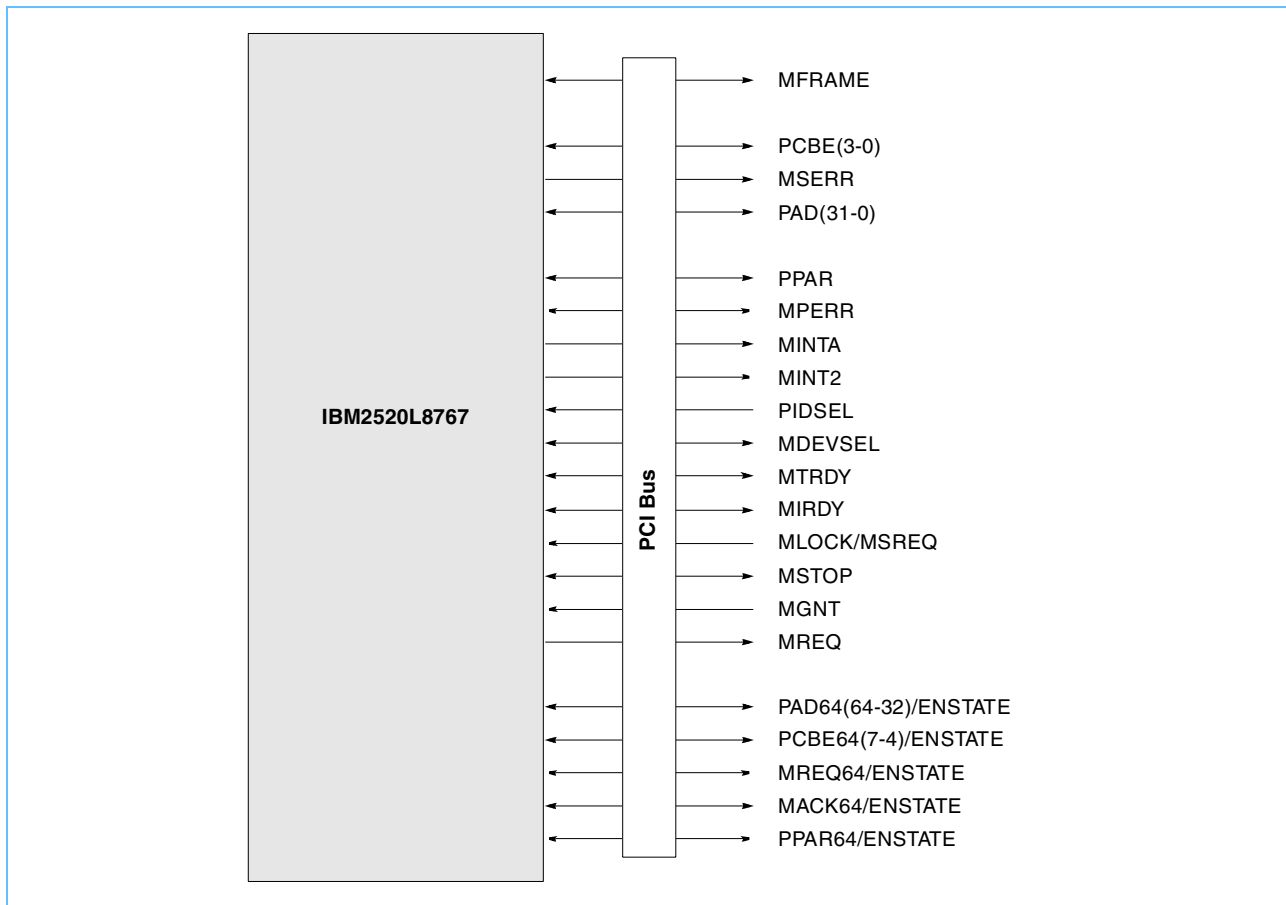 IBM2520L8767
PCI Bus
MFRAME
PCBE(3-0)
MSERR
PAD(31-0)
PPAR
MPERR
MINTA
MINT2
PIDSEL
MDEVSEL
MTRDY
MIRDY
MLOCK/MSREQ
MSTOP
MGNT
MREQ
PAD64(64-32)/ENSTATE
PCBE64(7-4)/ENSTATE
MREQ64/ENSTATE
MACK64/ENSTATE
PPAR64/ENSTATE